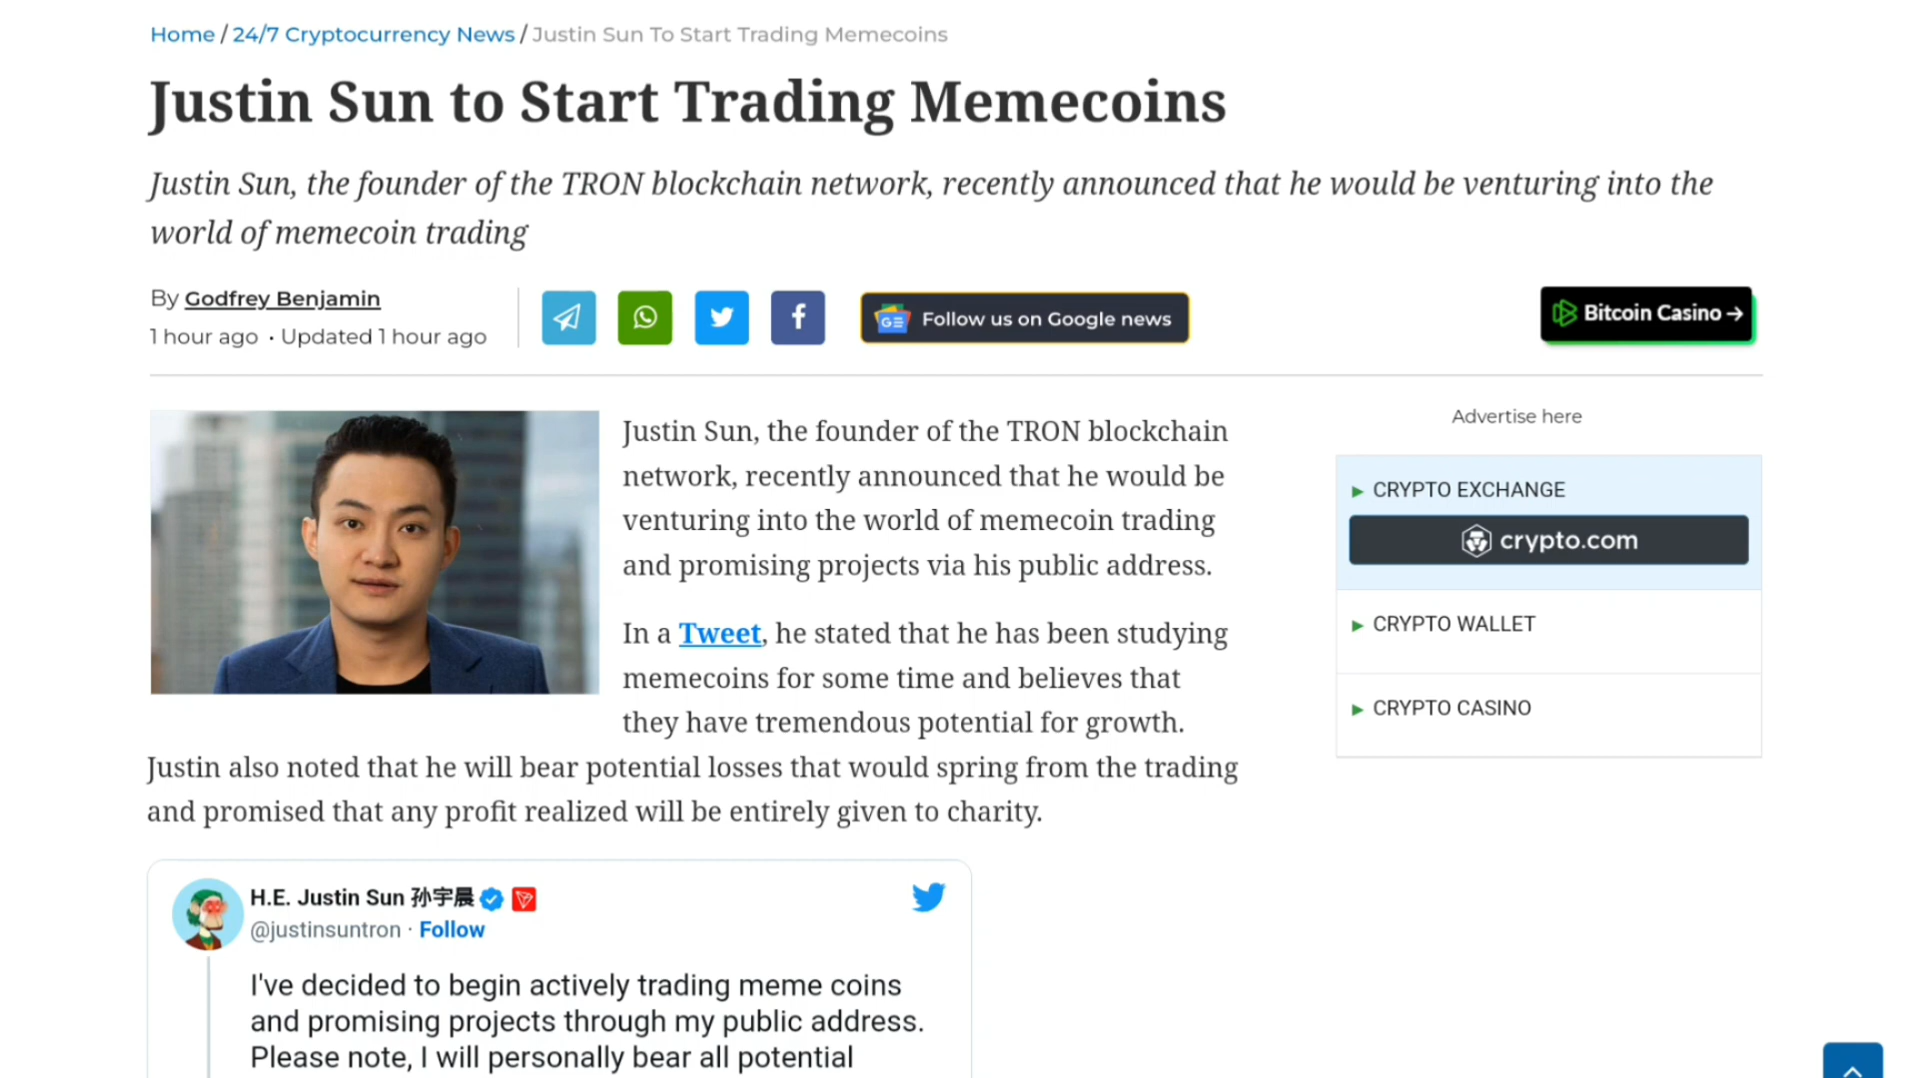 Home / 24/7 Cryptocurrency News / Justin Sun To Start Trading Memecoins
Justin Sun to Start Trading Memecoins
Justin Sun, the founder of the TRON blockchain network, recently announced that he would be venturing into the
world of memecoin trading
By Godfrey Benjamin
1 hour ago • Updated 1 hour ago
GE Follow us on Google news
Bitcoin Casino →
Justin Sun, the founder of the TRON blockchain
network, recently announced that he would be
venturing into the world of memecoin trading
and promising projects via his public address.
In a Tweet, he stated that he has been studying
memecoins for some time and believes that
they have tremendous potential for growth.
Justin also noted that he will bear potential losses that would spring from the trading
and promised that any profit realized will be entirely given to charity.
Advertise here
CRYPTO EXCHANGE
crypto.com
CRYPTO WALLET
CRYPTO CASINO
H.E. Justin Sun 孙宇晨
@justinsuntron · Follow
I've decided to begin actively trading meme coins
and promising projects through my public address.
Please note, I will personally bear all potential